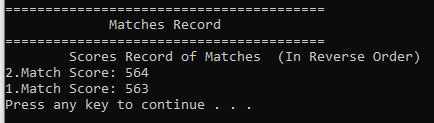 ========================================
Matches Record
========================================
Scores Record of Matches (In Reverse Order)
2.Match Score: 564
1.Match Score: 563
Press any key to continue . . .